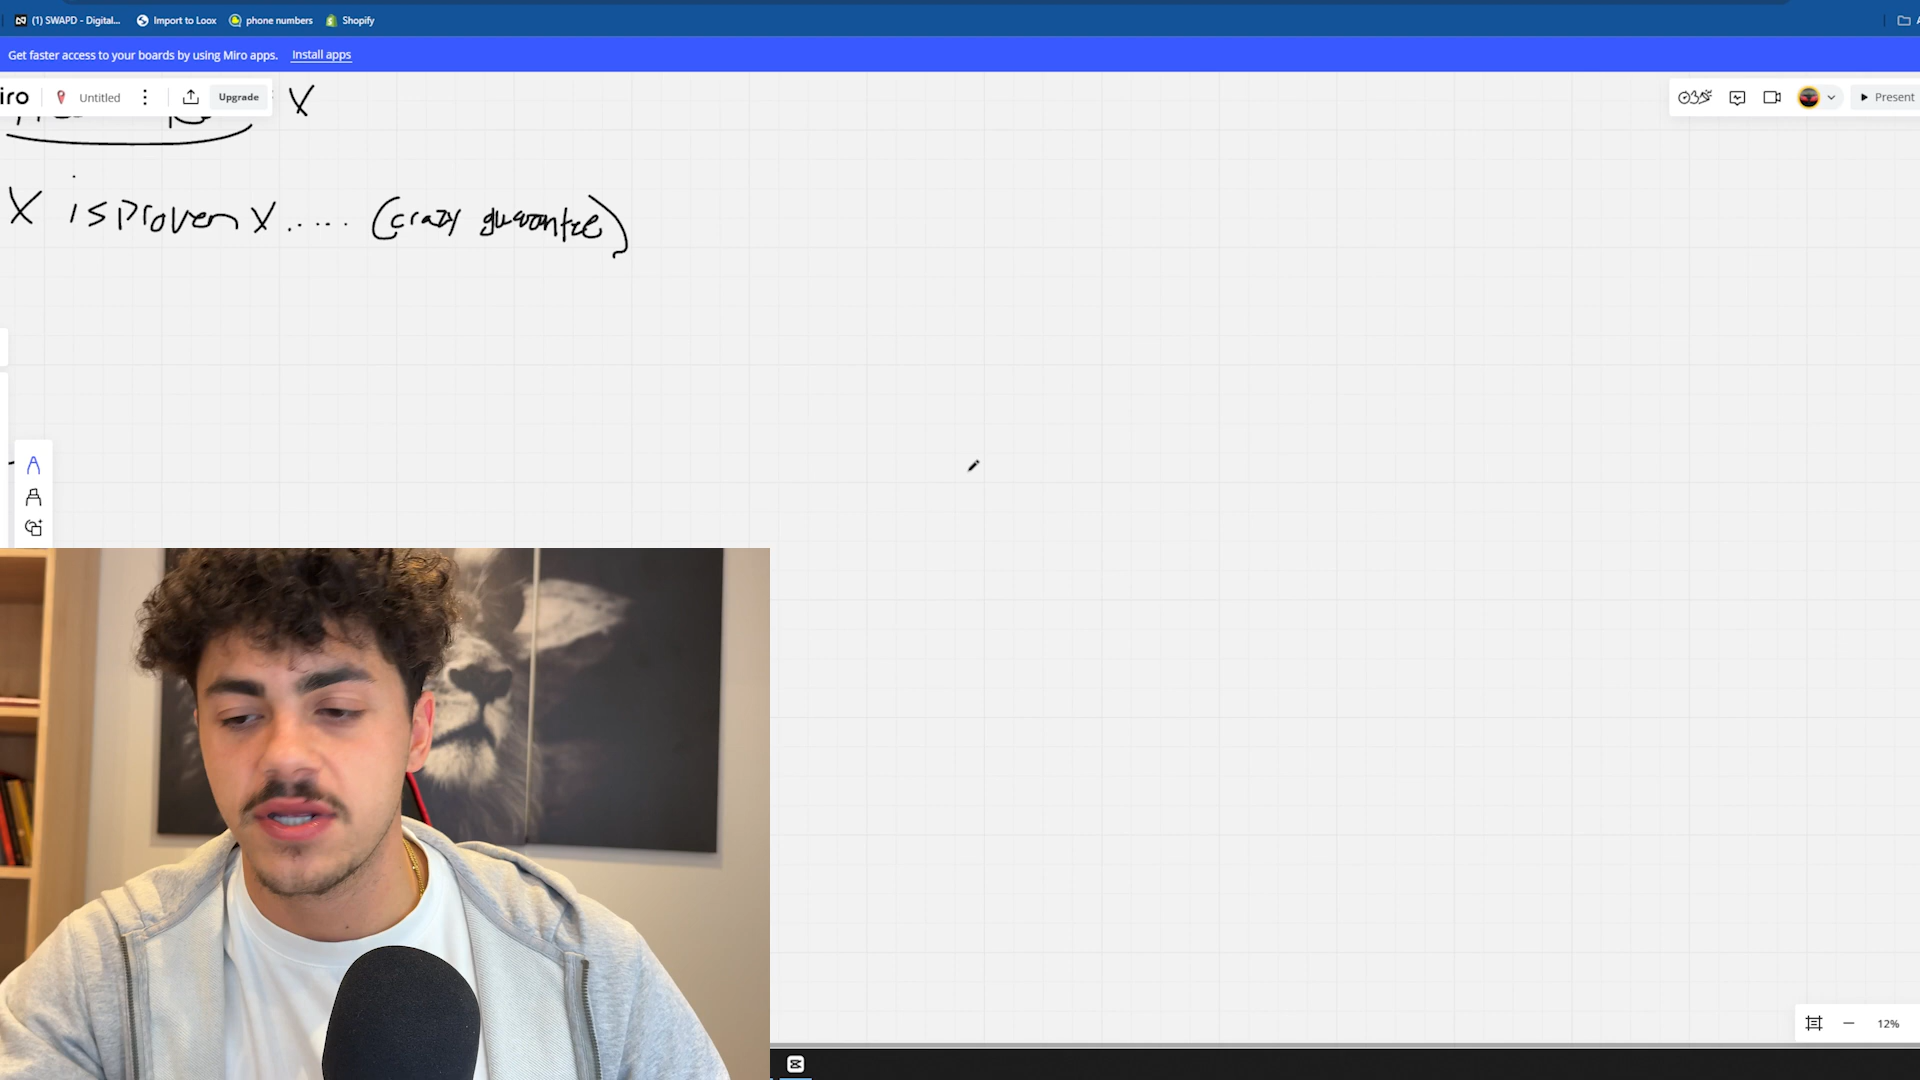 (1) SWAPD - Digital... Import to Loox phone numbers Shopify
Get faster access to your boards by using Miro apps. Install apps
iro Untitled Upgrade X
Present
X is proven X ..... (crazy guarantee)
12%